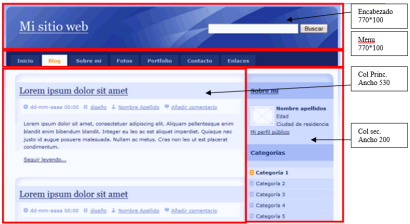 Mi sitio web
Buscar
Encabezado
770*100
Menu
770*100
Inicio Blog Sobre mi Fotos Portfolio Contacto Enlaces
Lorem ipsum dolor sit amet
dd-mm-aaaa 00:00 diseño Nombre Apellido Añadir comentario
Lorem ipsum dolor sit amet, consectetuer adipiscing elit. Aliquam pellentesque enim
blandit enim bibendum blandit. Integer eu leo ac est aliquet imperdiet. Quisque nec
justo id augue posuere malesuada. Nullam ac metus. Cras non leo ut est placerat
condimentum.
Seguir leyendo...
Lorem ipsum dolor sit amet
dd-mm-aaaa 00:00 diseño Nombre Apellido Añadir comentario
Sobre mi
Nombre apellidos
Edad
Ciudad de residencia
Mi perfil público
Categorías
Categoría 1
Categoría 2
Categoría 3
Categoría 4
Categoría 5
Col Princ.
Ancho 530
Col sec.
Ancho 200